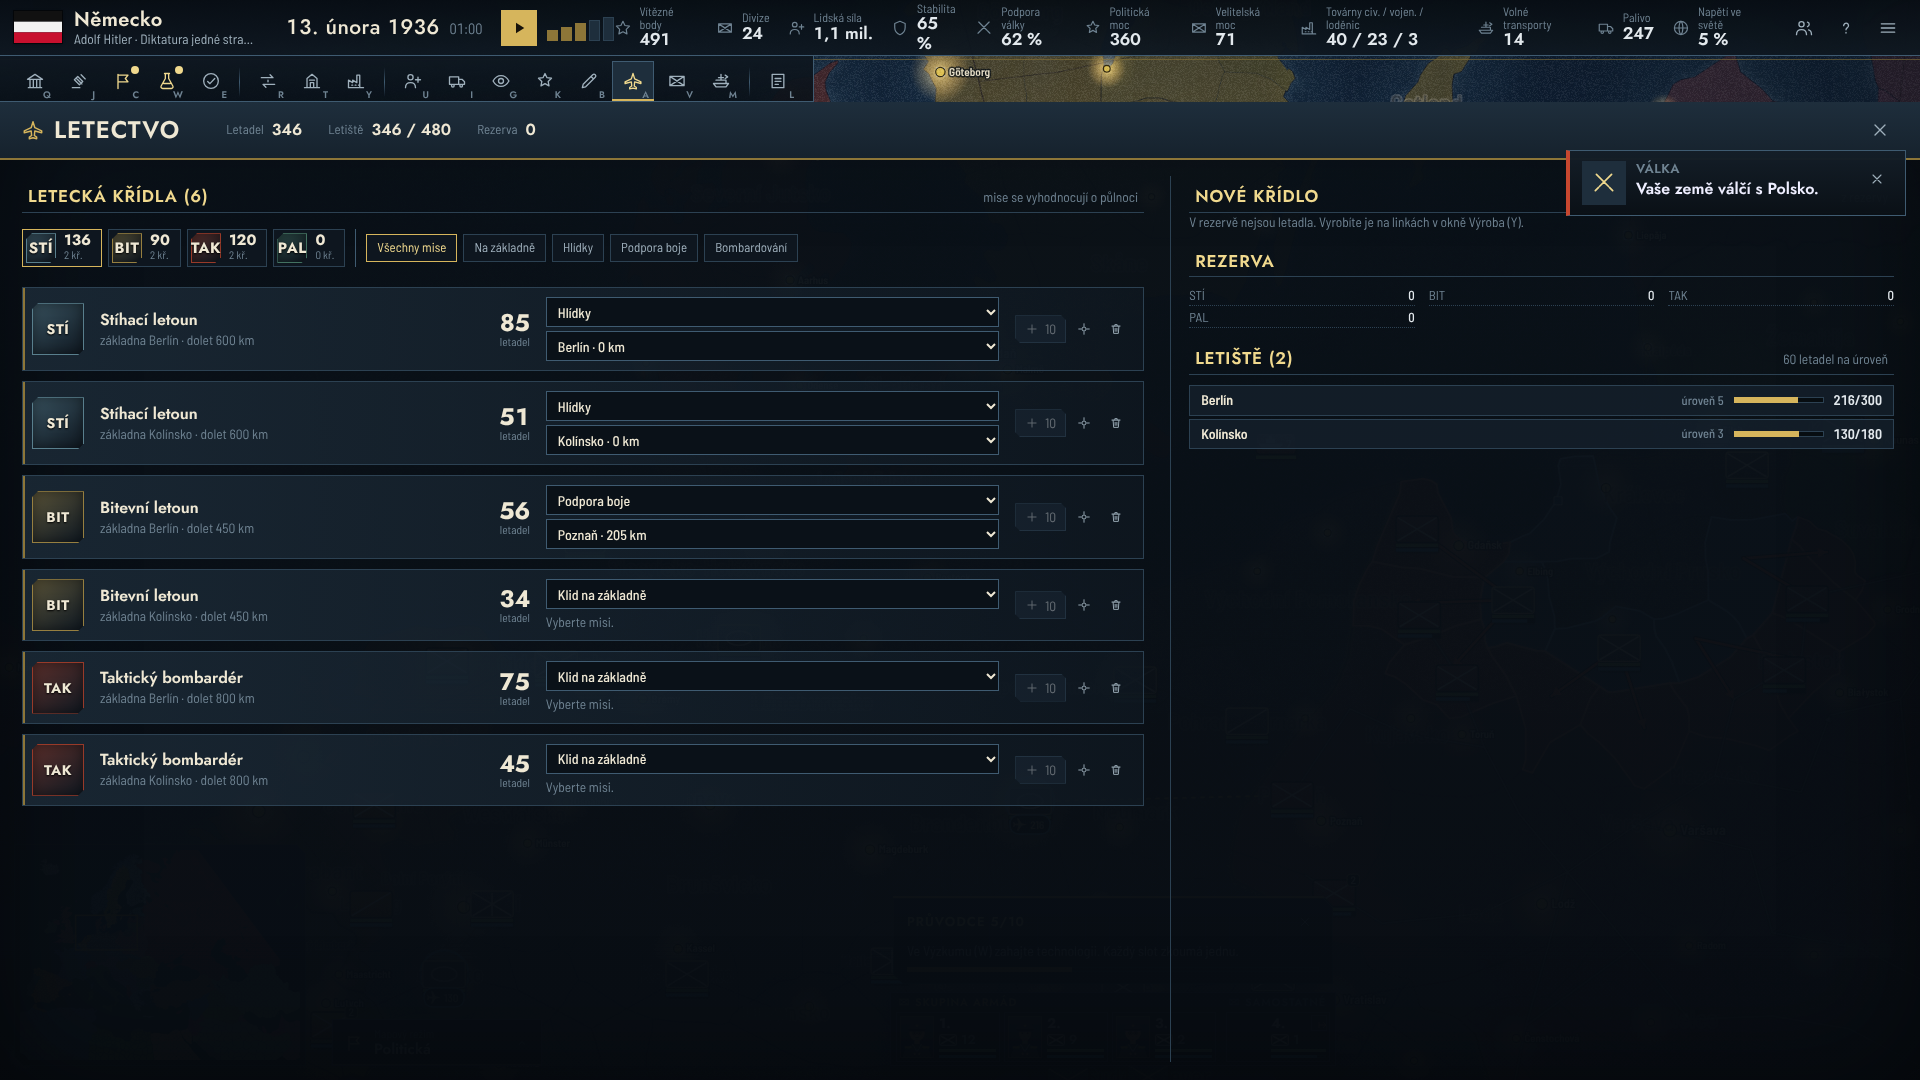 Německo
Adolf Hitler · Diktatura jedné stra...
13. února 1936 01:00
Vítězné body 491
Divize 24
Lidská síla 1,1 mil.
Stabilita 65 %
Podpora války 62 %
Politická moc 360
Velitelská moc 71
Továrny civ. / vojen. / loděnic 40 / 23 / 3
Volné transporty 14
Palivo 247
Napětí ve světě 5 %
?
Q J C W E R T Y U I G K B A V M L
Göteborg
LETECTVO
Letadel 346 Letiště 346 / 480 Rezerva 0
VÁLKA
Vaše země válčí s Polsko.
LETECKÁ KŘÍDLA (6)
mise se vyhodnocují o půlnoci
STÍ 136 2 kř.
BIT 90 2 kř.
TAK 120 2 kř.
PAL 0 0 kř.
Všechny mise Na základně Hlídky Podpora boje Bombardování
STÍ
Stíhací letoun
základna Berlín · dolet 600 km
85
letadel
Hlídky
Berlín · 0 km
+ 10
STÍ
Stíhací letoun
základna Kolínsko · dolet 600 km
51
letadel
Hlídky
Kolínsko · 0 km
+ 10
BIT
Bitevní letoun
základna Berlín · dolet 450 km
56
letadel
Podpora boje
Poznaň · 205 km
+ 10
BIT
Bitevní letoun
základna Kolínsko · dolet 450 km
34
letadel
Klid na základně
Vyberte misi.
+ 10
TAK
Taktický bombardér
základna Berlín · dolet 800 km
75
letadel
Klid na základně
Vyberte misi.
+ 10
TAK
Taktický bombardér
základna Kolínsko · dolet 800 km
45
letadel
Klid na základně
Vyberte misi.
+ 10
NOVÉ KŘÍDLO
V rezervě nejsou letadla. Vyrobíte je na linkách v okně Výroba (Y).
REZERVA
STÍ 0 BIT 0 TAK 0
PAL 0
LETIŠTĚ (2)
60 letadel na úroveň
Berlín úroveň 5 216/300
Kolínsko úroveň 3 130/180